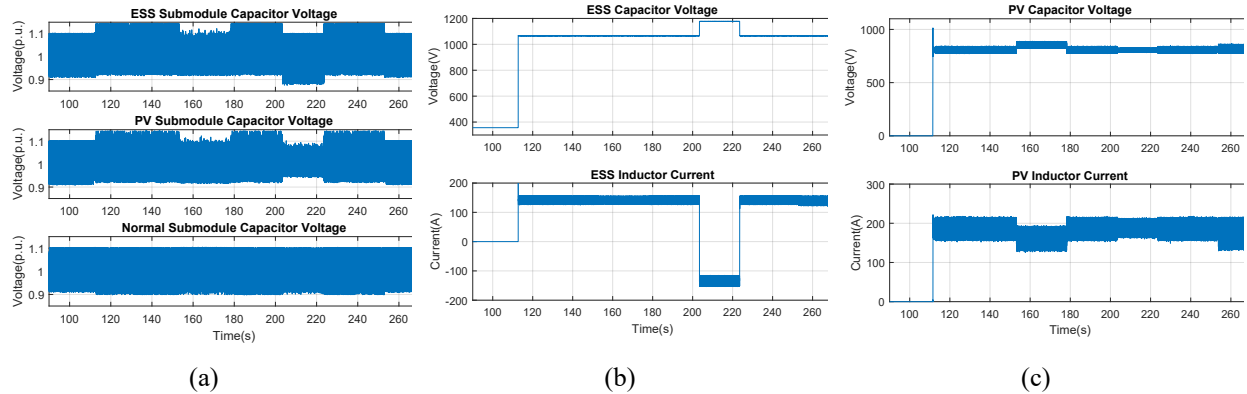 ESS Submodule Capacitor Voltage
Voltage(p.u.)
1.1
1
0.9
100 120 140 160 180 200 220 240 260
PV Submodule Capacitor Voltage
Voltage(p.u.)
1.1
1
0.9
100 120 140 160 180 200 220 240 260
Normal Submodule Capacitor Voltage
Voltage(p.u.)
1.1
1
0.9
100 120 140 160 180 200 220 240 260
Time(s)
(a)
ESS Capacitor Voltage
Voltage(V)
1200
1000
800
600
400
100 120 140 160 180 200 220 240 260
ESS Inductor Current
Current(A)
200
100
0
-100
-200
100 120 140 160 180 200 220 240 260
Time(s)
(b)
PV Capacitor Voltage
Voltage(V)
1000
500
0
100 120 140 160 180 200 220 240 260
PV Inductor Current
Current(A)
300
200
100
0
100 120 140 160 180 200 220 240 260
Time(s)
(c)